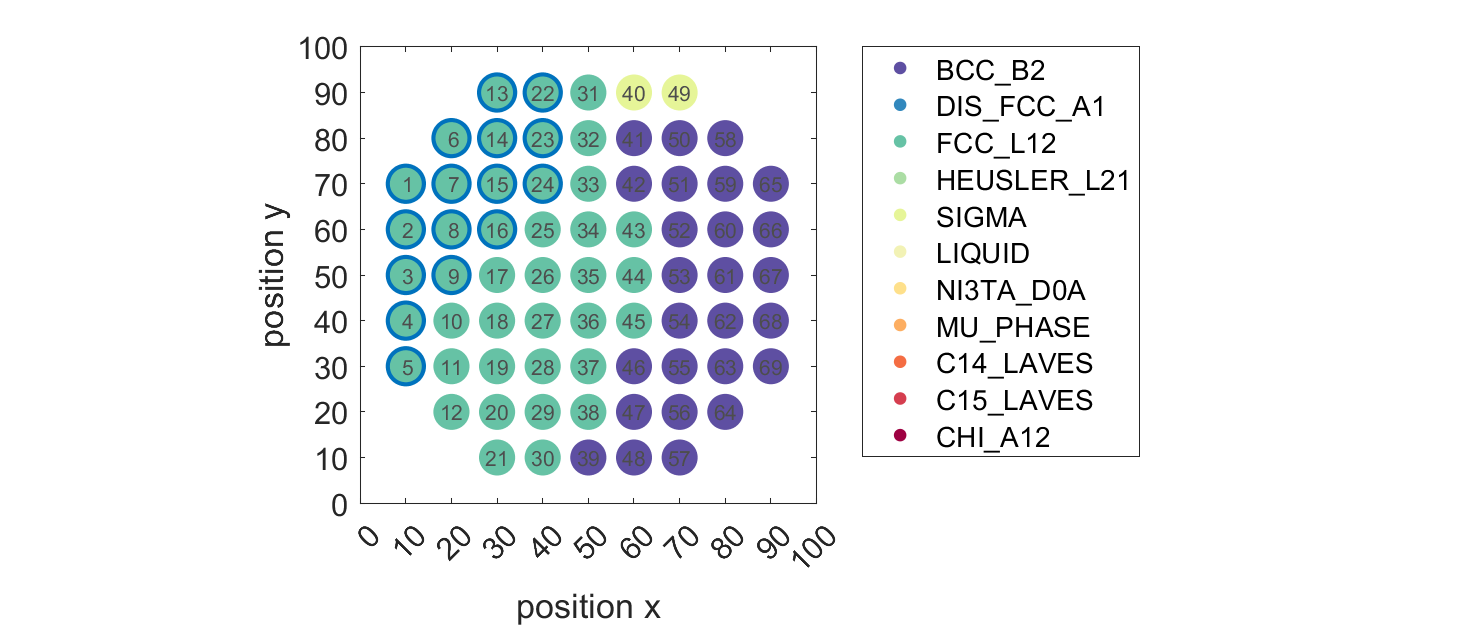 100
90
80
70
60
50
40
30
20
10
0
13 22 31 40 49
6 14 23 32 41 50 58
1 7 15 24 33 42 51 59 65
2 8 16 25 34 43 52 60 66
3 9 17 26 35 44 53 61 67
4 10 18 27 36 45 54 62 68
5 11 19 28 37 46 55 63 69
12 20 29 38 47 56 64
21 30 39 48 57
0 10 20 30 40 50 60 70 80 90 100
position x
position y
BCC_B2
DIS_FCC_A1
FCC_L12
HEUSLER_L21
SIGMA
LIQUID
NI3TA_D0A
MU_PHASE
C14_LAVES
C15_LAVES
CHI_A12